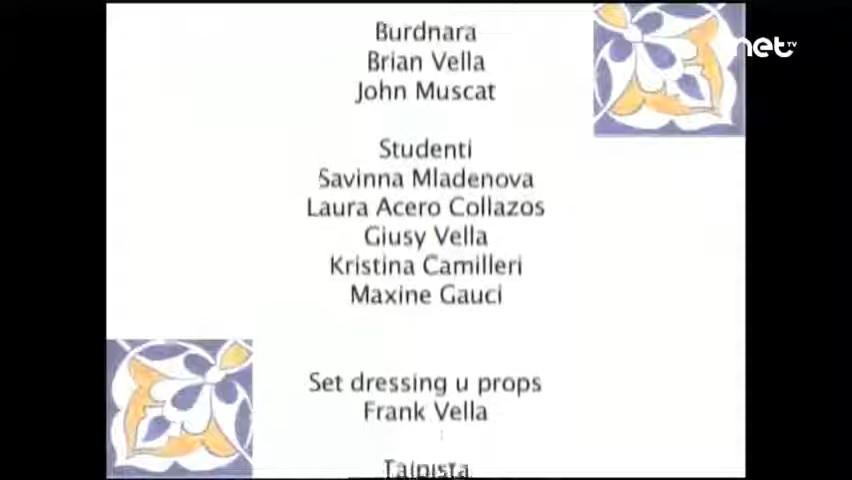 Burdnara
Brian Vella
John Muscat
Studenti
Savinna Mladenova
Laura Acero Collazos
Giusy Vella
Kristina Camilleri
Maxine Gauci
Set dressing u props
Frank Vella